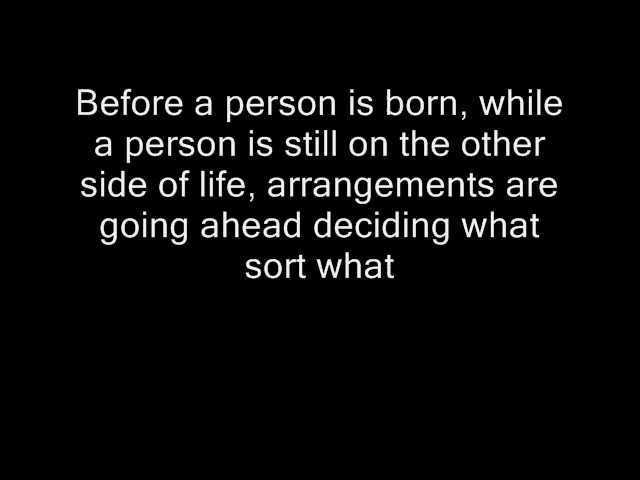 Before a person is born, while
a person is still on the other
side of life, arrangements are
going ahead deciding what
sort what